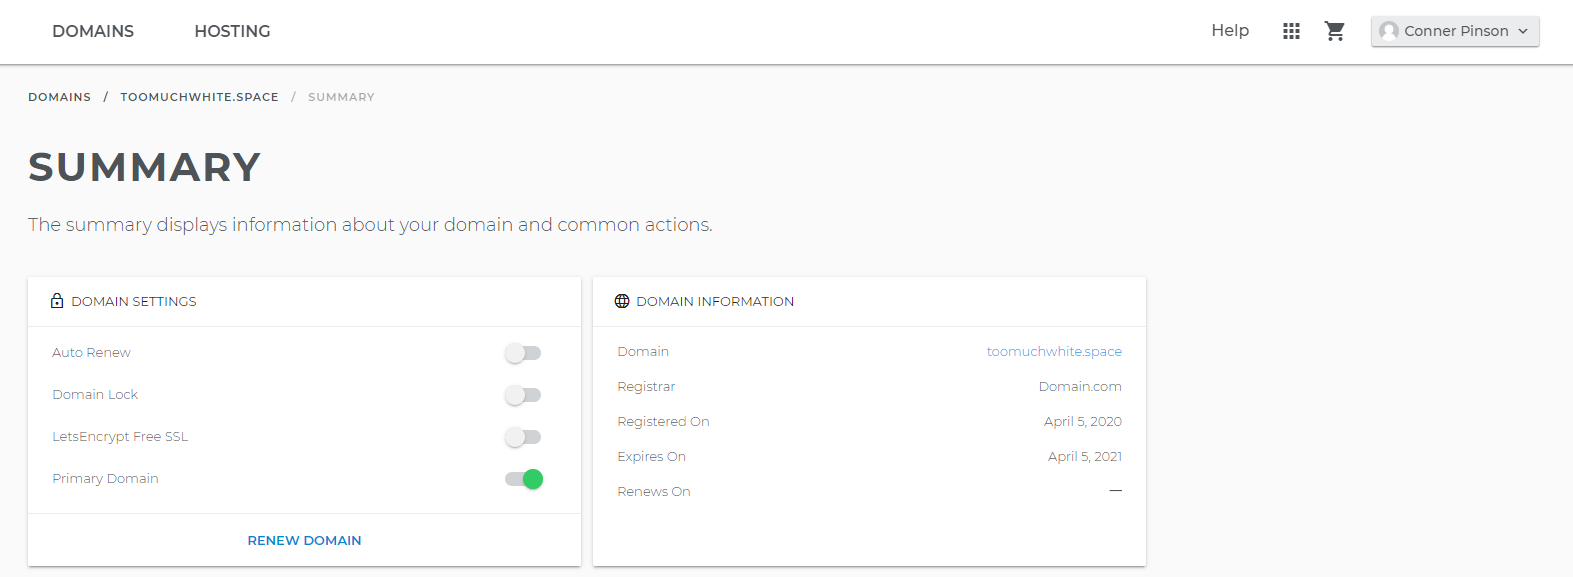 DOMAINS HOSTING Help Conner Pinson
DOMAINS / TOOMUCHWHITE.SPACE / SUMMARY
SUMMARY
The summary displays information about your domain and common actions.
DOMAIN SETTINGS
Auto Renew
Domain Lock
LetsEncrypt Free SSL
Primary Domain
RENEW DOMAIN
DOMAIN INFORMATION
Domain toomuchwhite.space
Registrar Domain.com
Registered On April 5, 2020
Expires On April 5, 2021
Renews On —